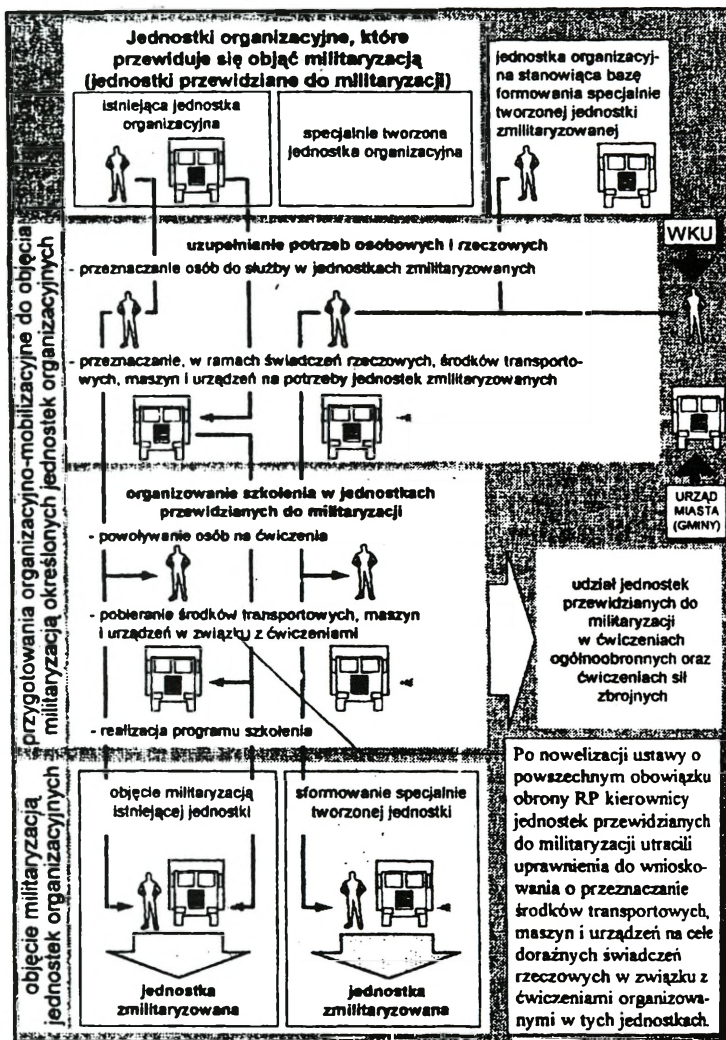 Jednostki organizacyjne, które
przewiduje się objąć militaryzacją
(jednostki przewidziane do militaryzacji)
istniejąca jednostka
organizacyjna
specjalnie tworzona
jednostka organizacyjna
jednostka organizacyj-
na stanowiąca bazę
formowania specjalnie
tworzonej jednostki
zmilitaryzowanej
przygotowania organizacyjno-mobilizacyjne do objęcia
militaryzacją określonych jednostek organizacyjnych
uzupełnianie potrzeb osobowych i rzeczowych
- przeznaczanie osób do służby w jednostkach zmilitaryzowanych
WKU
- przeznaczanie, w ramach świadczeń rzeczowych, środków transporto-
wych, maszyn i urządzeń na potrzeby jednostek zmilitaryzowanych
URZĄD
MIASTA
(GMINY)
organizowanie szkolenia w jednostkach
przewidzianych do militaryzacji
- powoływanie osób na ćwiczenia
- pobieranie środków transportowych, maszyn
i urządzeń w związku z ćwiczeniami
- realizacja programu szkolenia
udział jednostek
przewidzianych do
militaryzacji
w ćwiczeniach
ogólnoobronnych oraz
ćwiczeniach sił
zbrojnych
objęcie militaryzacją
jednostek organizacyjnych
objęcie militaryzacją
istniejącej jednostki
jednostka
zmilitaryzowana
sformowanie specjalnie
tworzonej jednostki
jednostka
zmilitaryzowana
Po nowelizacji ustawy o
powszechnym obowiązku
obrony RP kierownicy
jednostek przewidzianych
do militaryzacji utracili
uprawnienia do wniosko-
wania o przeznaczanie
środków transportowych,
maszyn i urządzeń na cele
doraźnych świadczeń
rzeczowych w związku z
ćwiczeniami organizowa-
nymi w tych jednostkach.